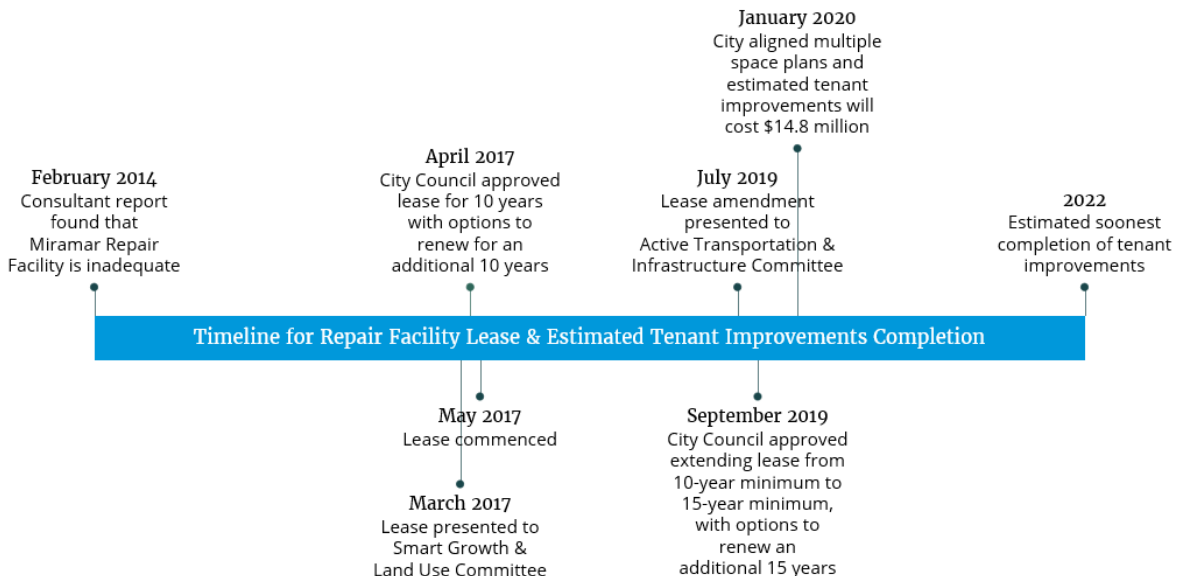 January 2020
City aligned multiple
space plans and
estimated tenant
improvements will
cost $14.8 million
February 2014
Consultant report
found that
Miramar Repair
Facility is inadequate
April 2017
City Council approved
lease for 10 years
with options to
renew for an
additional 10 years
July 2019
Lease amendment
presented to
Active Transportation &
Infrastructure Committee
2022
Estimated soonest
completion of tenant
improvements
Timeline for Repair Facility Lease & Estimated Tenant Improvements Completion
May 2017
Lease commenced
March 2017
Lease presented to
Smart Growth &
Land Use Committee
September 2019
City Council approved
extending lease from
10-year minimum to
15-year minimum,
with options to
renew an
additional 15 years